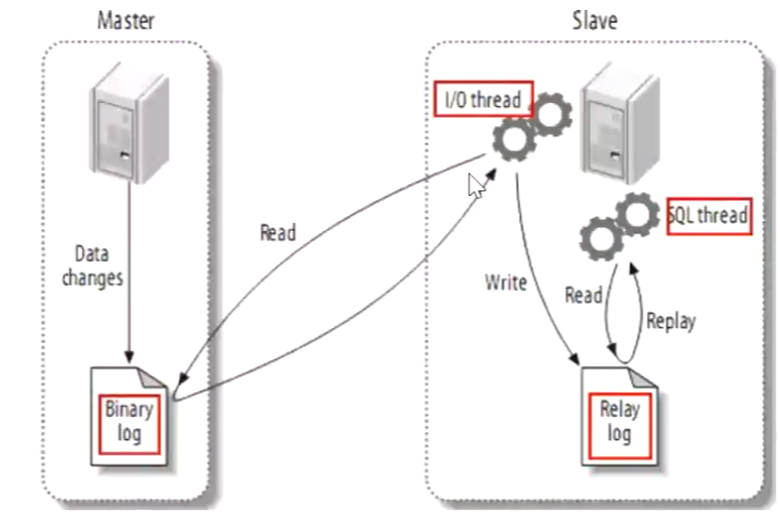 Master
Slave
I/O thread
SQL thread
Read
Data
changes
Write
Read
Replay
Binary
log
Relay
log